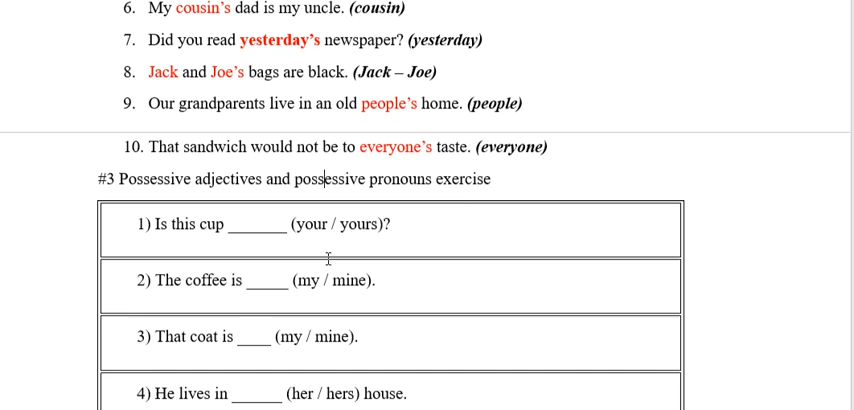 6. My cousin’s dad is my uncle. (cousin)
7. Did you read yesterday’s newspaper? (yesterday)
8. Jack and Joe’s bags are black. (Jack – Joe)
9. Our grandparents live in an old people’s home. (people)
10. That sandwich would not be to everyone’s taste. (everyone)
#3 Possessive adjectives and possessive pronouns exercise
1) Is this cup _______ (your / yours)?
2) The coffee is _____ (my / mine).
3) That coat is ____ (my / mine).
4) He lives in ______ (her / hers) house.